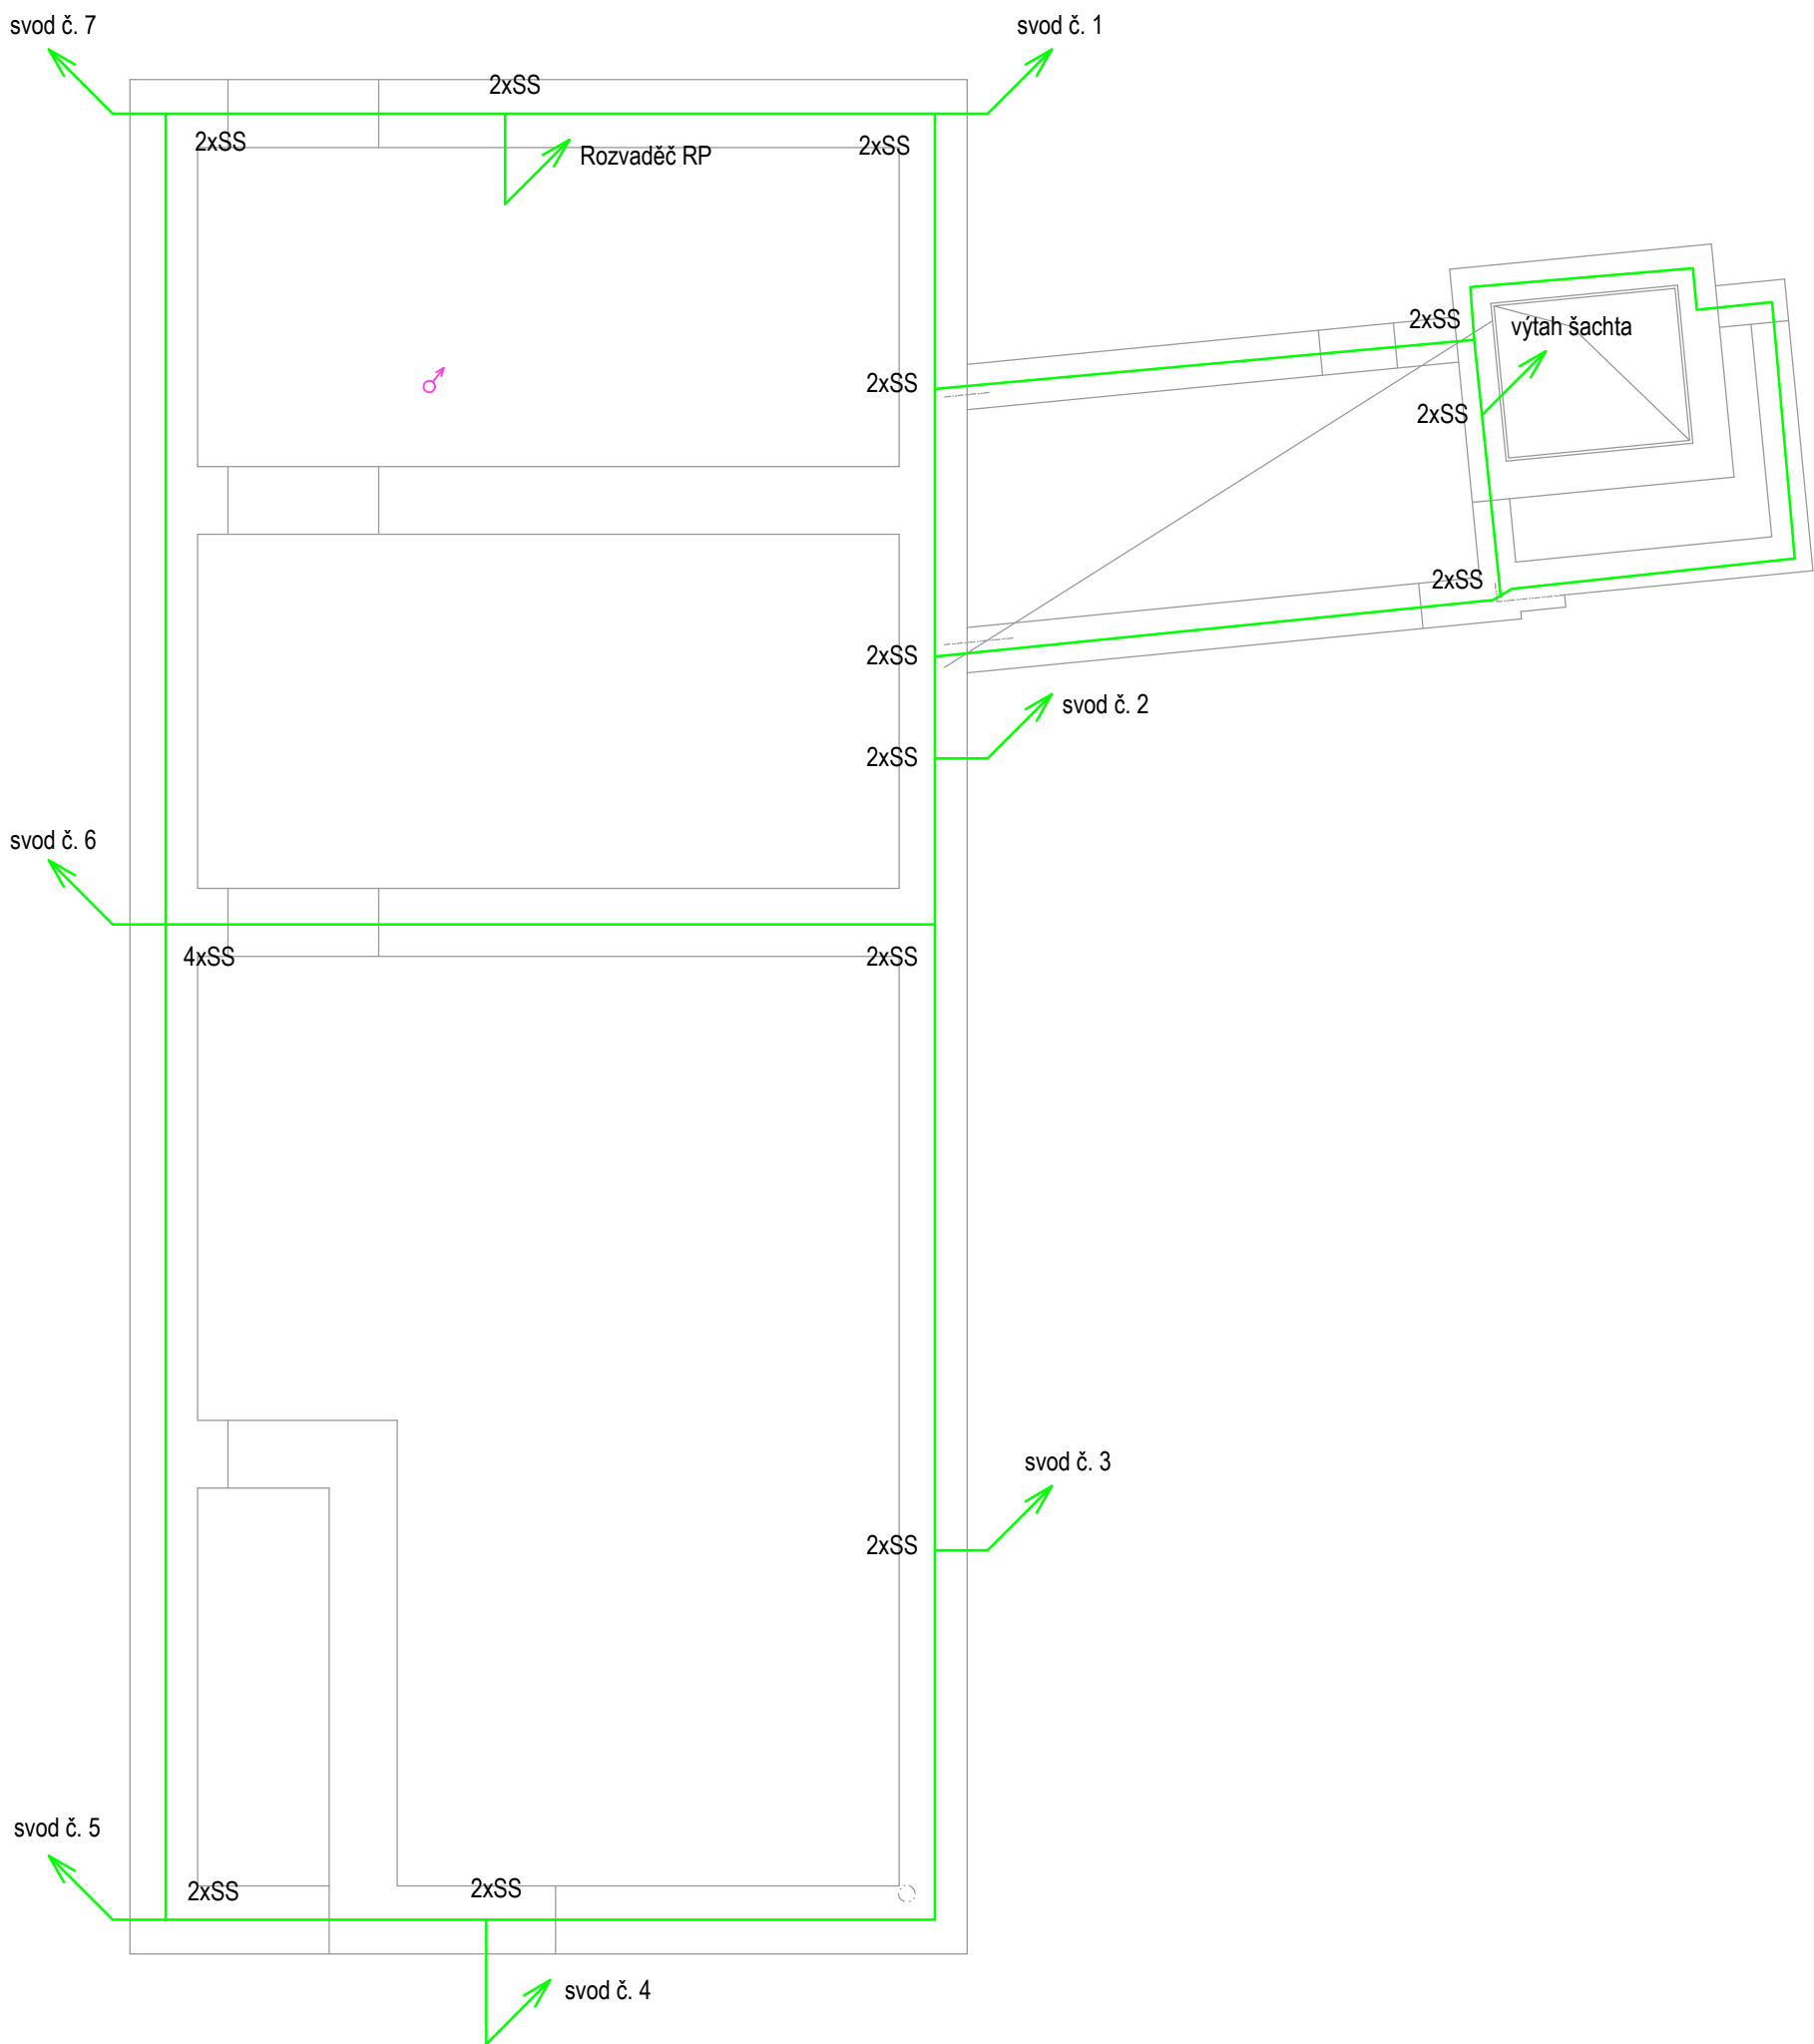 svod č. 7
svod č. 1
2xSS
2xSS
2xSS
Rozvaděč RP
2xSS
výtah šachta
2xSS
2xSS
2xSS
2xSS
svod č. 2
2xSS
svod č. 6
4xSS
2xSS
svod č. 3
2xSS
svod č. 5
2xSS
2xSS
svod č. 4